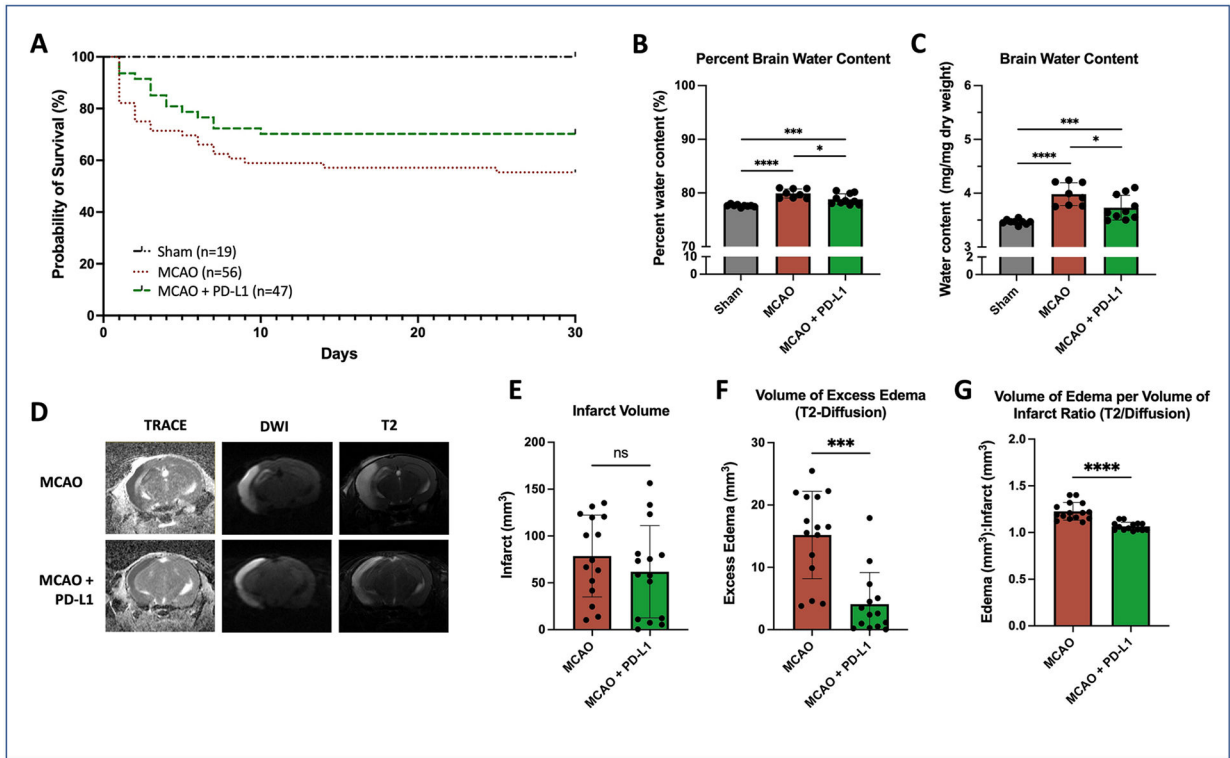 A
Probability of Survival (%)
100
80
60
40
20
0
0
10
20
30
Days
Sham (n=19)
MCAO (n=56)
MCAO + PD-L1 (n=47)
B
Percent Brain Water Content
Percent water content (%)
100
90
80
70
10
0
***
****
*
Sham
MCAO
MCAO + PD-L1
C
Brain Water Content
Water content (mg/mg dry weight)
6
5
4
3
2
0
***
****
*
Sham
MCAO
MCAO + PD-L1
D
TRACE
DWI
T2
MCAO
MCAO +
PD-L1
E
Infarct Volume
Infarct (mm³)
200
150
100
50
0
ns
MCAO
MCAO + PD-L1
F
Volume of Excess Edema
(T2-Diffusion)
Excess Edema (mm³)
30
20
10
0
***
MCAO
MCAO + PD-L1
G
Volume of Edema per Volume of
Infarct Ratio (T2/Diffusion)
Edema (mm³):Infarct (mm³)
2.0
1.5
1.0
0.5
0.0
****
MCAO
MCAO + PD-L1